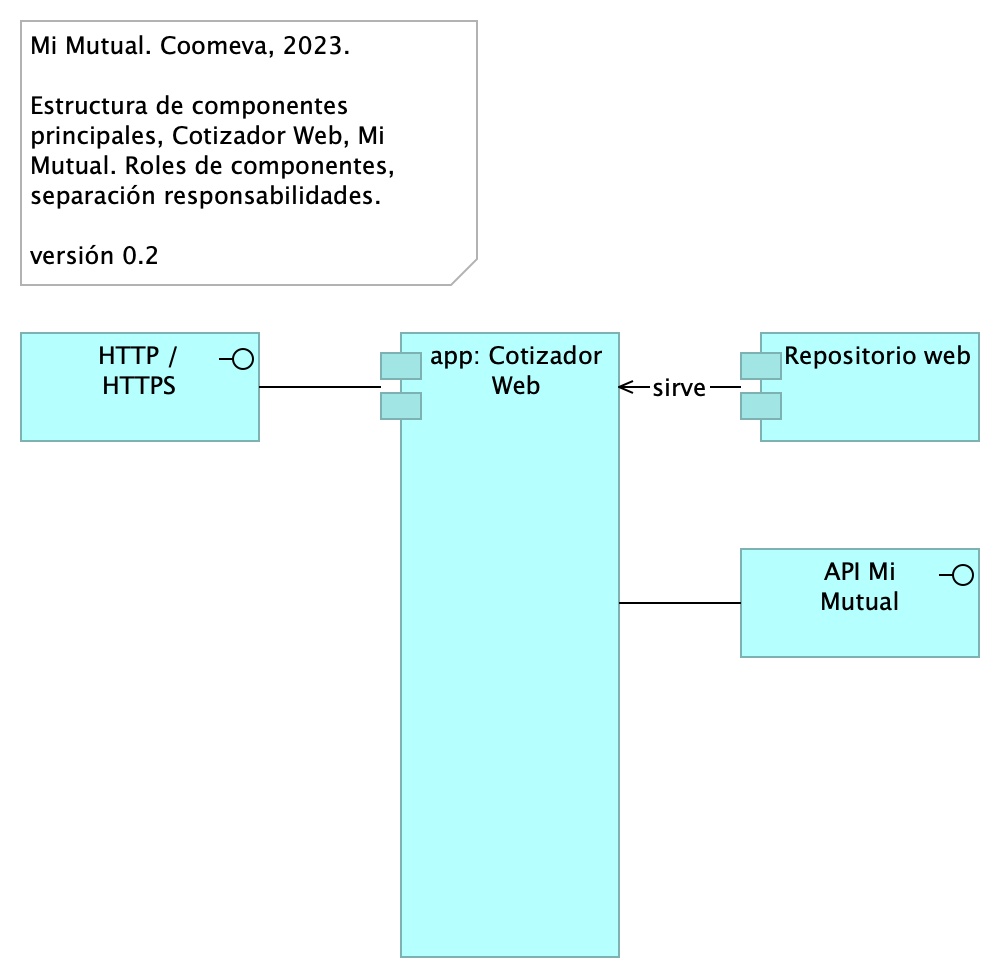 Mi Mutual. Coomeva, 2023.
Estructura de componentes
principales, Cotizador Web, Mi
Mutual. Roles de componentes,
separación responsabilidades.
versión 0.2
HTTP /
HTTPS
app: Cotizador
Web
sirve
Repositorio web
API Mi
Mutual